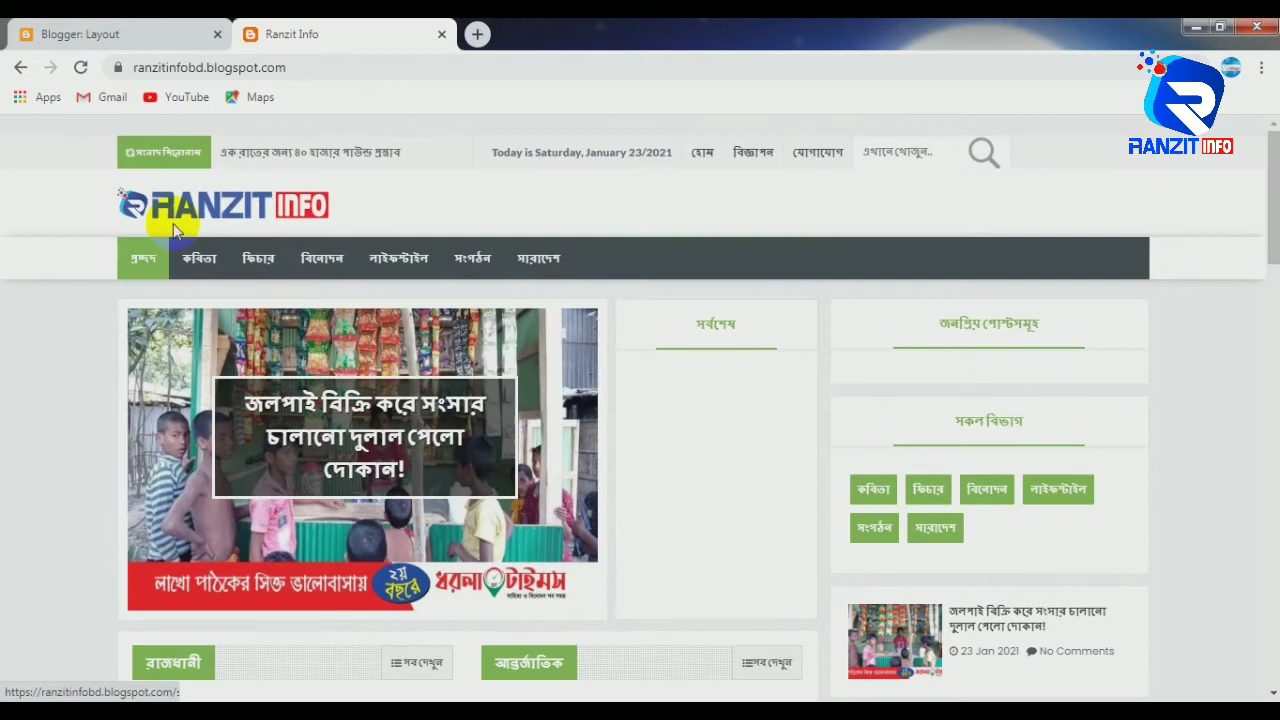 Blogger: Layout
Ranzit Info
ranzitinfobd.blogspot.com
Apps
Gmail
YouTube
Maps
RANZIT INFO
সংবাদ শিরোনাম
এক রাতের জন্য ৪০ হাজার পাউন্ড প্রস্তাব
Today is Saturday, January 23/2021
হোম
বিজ্ঞাপন
যোগাযোগ
এখানে খোজুন..
RANZIT INFO
প্রচ্ছদ
কবিতা
ফিচার
বিনোদন
লাইফস্টাইল
সংগঠন
সারাদেশ
জলপাই বিক্রি করে সংসার
চালানো দুলাল পেলো
দোকান!
লাখো পাঠকের সিক্ত ভালোবাসায়
২য়
বছরে
ধরলা টাইমস
সর্বশেষ
জনপ্রিয় পোস্টসমূহ
সকল বিভাগ
কবিতা
ফিচার
বিনোদন
লাইফস্টাইল
সংগঠন
সারাদেশ
জলপাই বিক্রি করে সংসার চালানো
দুলাল পেলো দোকান!
23 Jan 2021
No Comments
রাজধানী
সব দেখুন
আন্তর্জাতিক
সব দেখুন
https://ranzitinfobd.blogspot.com/